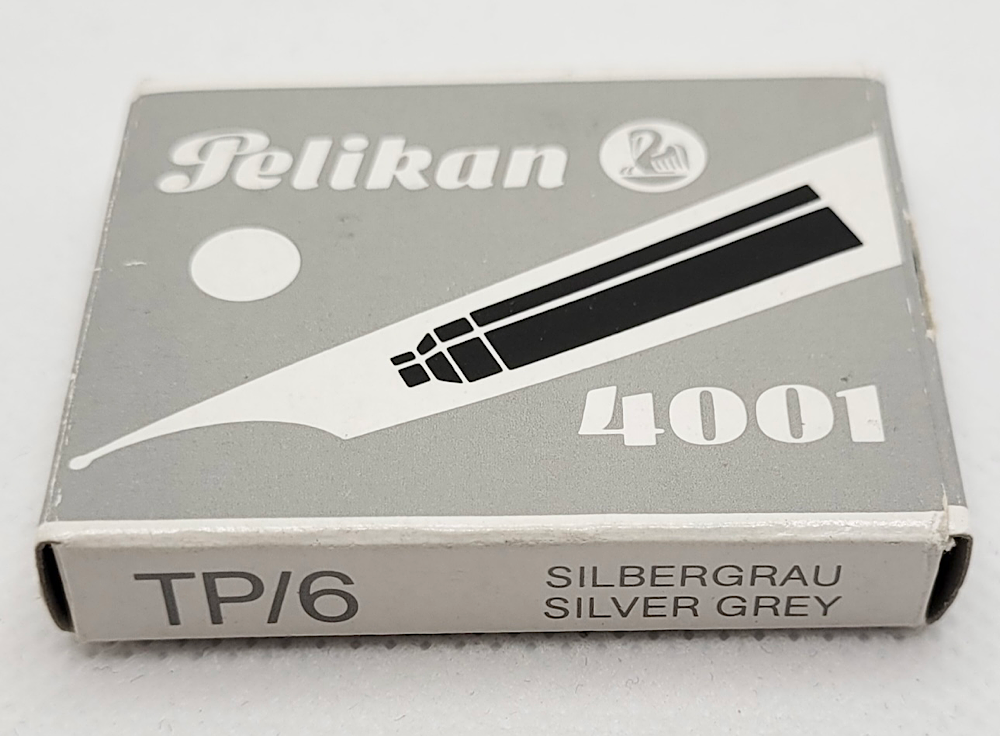 Pelikan
4001
TP/6
SILBERGRAU
SILVER GREY